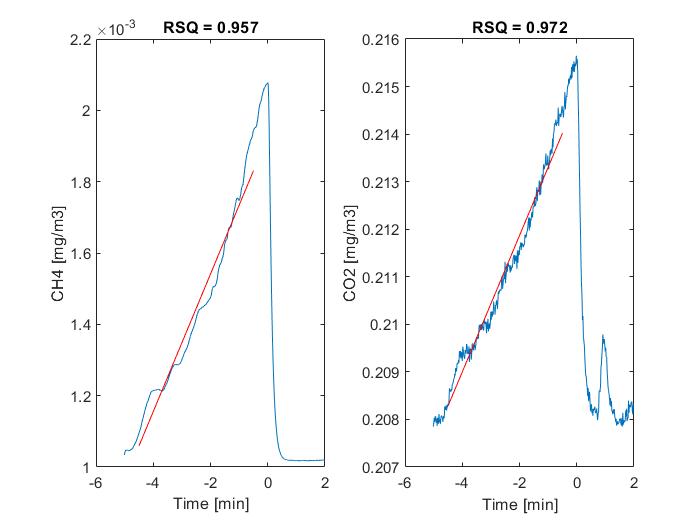 RSQ = 0.957
×10⁻³
2.2
2
1.8
1.6
1.4
1.2
1
CH4 [mg/m3]
-6 -4 -2 0 2
Time [min]
RSQ = 0.972
0.216
0.215
0.214
0.213
0.212
0.211
0.21
0.209
0.208
0.207
CO2 [mg/m3]
-6 -4 -2 0 2
Time [min]